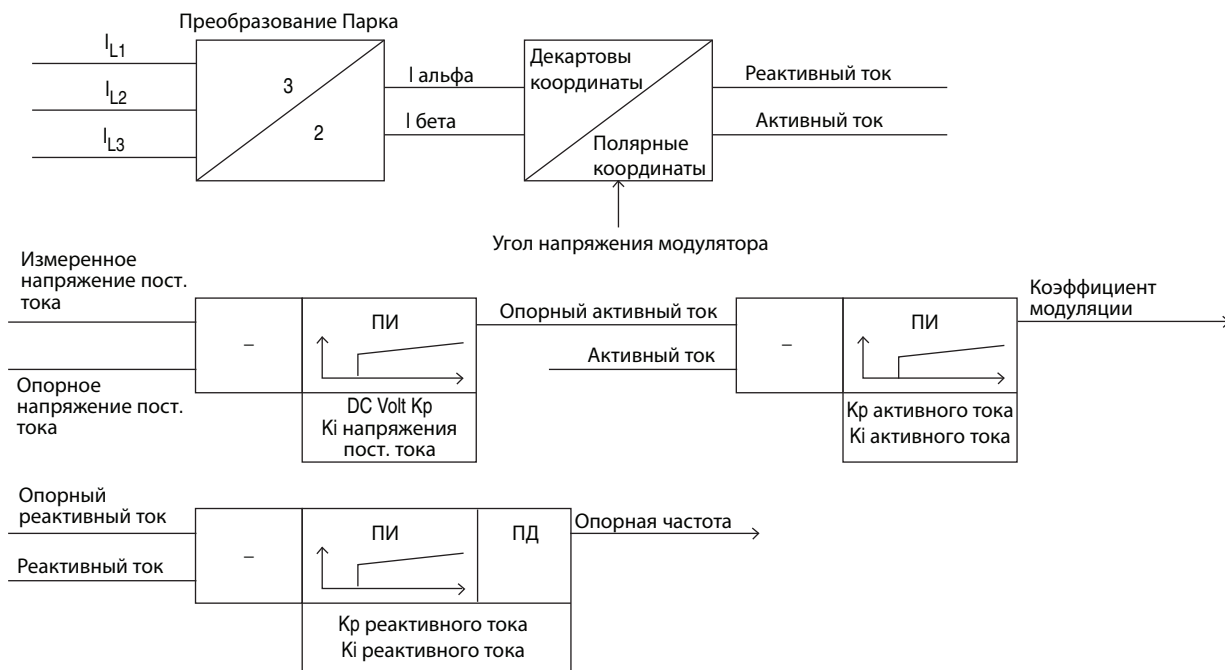 Преобразование Парка
I_L1
I_L2
I_L3
3
2
I альфа
I бета
Декартовы
координаты
Полярные
координаты
Реактивный ток
Активный ток
Угол напряжения модулятора
Измеренное
напряжение пост.
тока
Опорное
напряжение пост.
тока
–
ПИ
DC Volt Kp
Ki напряжения
пост. тока
Опорный активный ток
Активный ток
–
ПИ
Kp активного тока
Ki активного тока
Коэффициент
модуляции
Опорный
реактивный ток
Реактивный ток
–
ПИ
ПД
Kp реактивного тока
Ki реактивного тока
Опорная частота